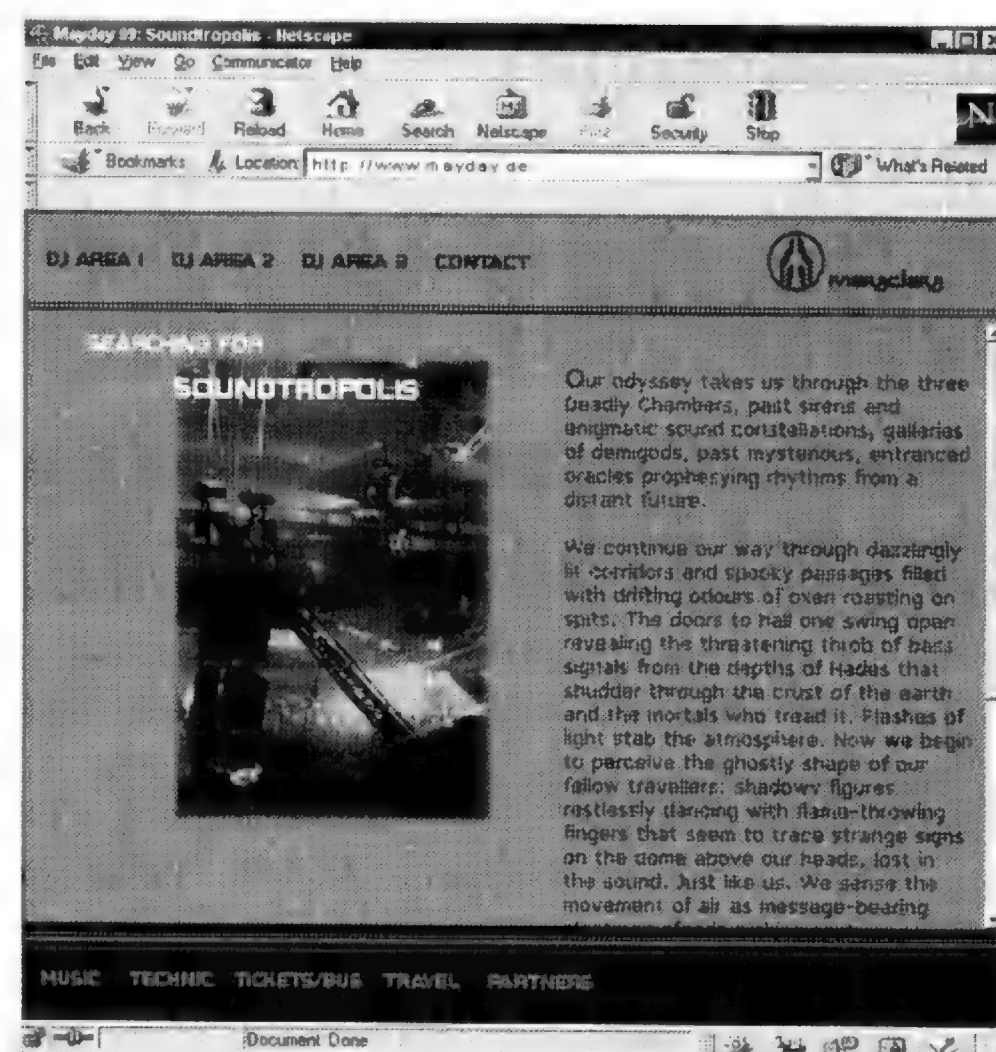 Mayday 99: Soundtropolis - Netscape
File Edit View Go Communicator Help
Back Forward Reload Home Search Netscape Print Security Stop
N
Bookmarks Location: http://www.mayday.de What's Related
DJ AREA 1 DJ AREA 2 DJ AREA 3 CONTACT
mayday
SEARCHING FOR
SOUNDTROPOLIS
Our odyssey takes us through the three
Deadly Chambers, past sirens and
enigmatic sound constellations, galleries
of demigods, past mysterious, entranced
oracles prophesying rhythms from a
distant future.
We continue our way through dazzlingly
lit corridors and spooky passages filled
with drifting odours of oxen roasting on
spits. The doors to hall one swing open
revealing the threatening throb of bass
signals from the depths of Hades that
shudder through the crust of the earth
and the mortals who tread it. Flashes of
light stab the atmosphere. Now we begin
to perceive the ghostly shape of our
fellow travellers: shadowy figures
restlessly dancing with flame-throwing
fingers that seem to trace strange signs
on the dome above our heads, lost in
the sound. Just like us. We sense the
movement of air as message-bearing
MUSIC TECHNIC TICKETS/BUS TRAVEL PARTNERS
Document Done